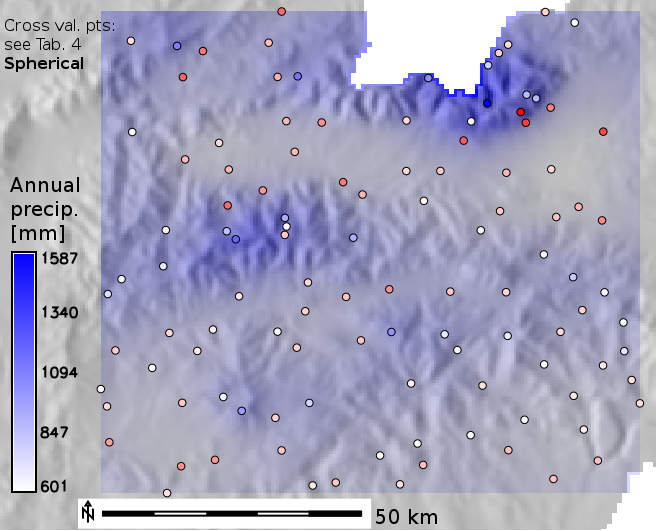 Cross val. pts:
see Tab. 4
Spherical
Annual
precip.
[mm]
1587
1340
1094
847
601
N
50 km